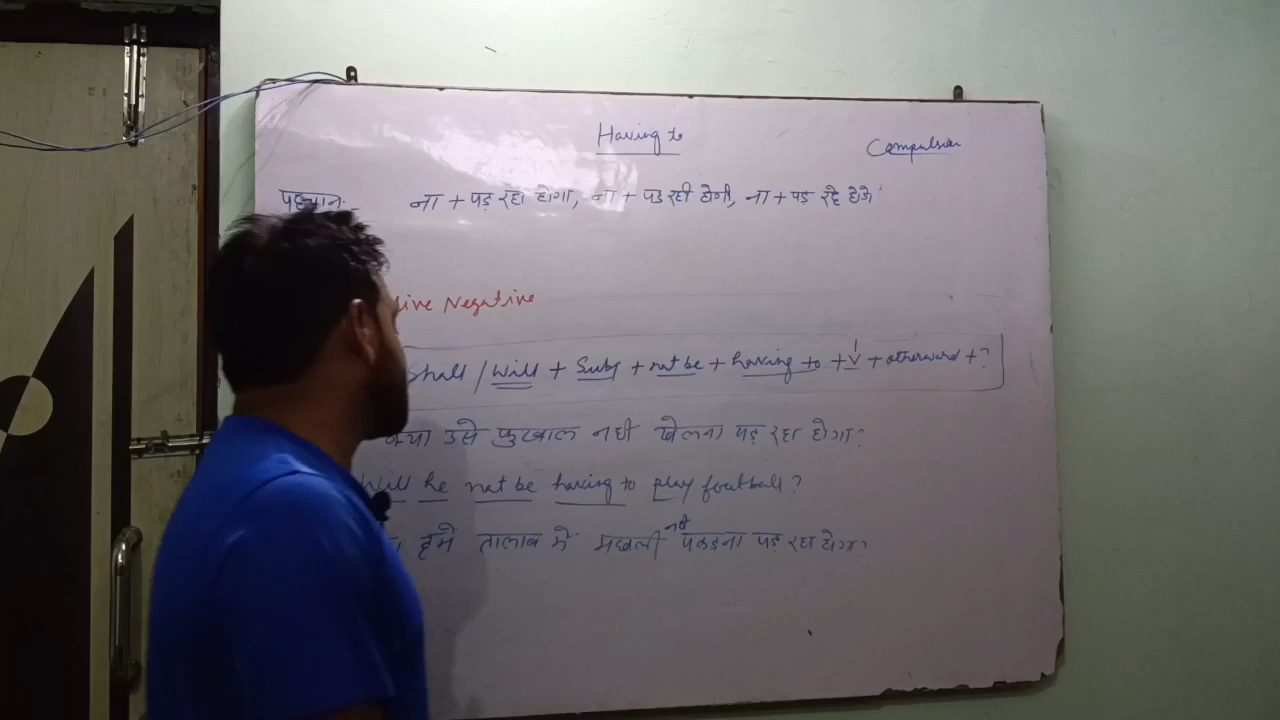 Having to
Compulsion
पहचान:- ना + पड़ रहा होगा, ना + पड़ रही होगी, ना + पड़ रहे होंगे
tive Negative
Shall / Will + Subj + not be + having to + V1 + otherword + ?
क्या उसे फुटबाल नही खेलना पड़ रहा होगा?
Will he not be having to play football?
हमे तालाब मे मछली नही पकड़ना पड़ रहा होगा?